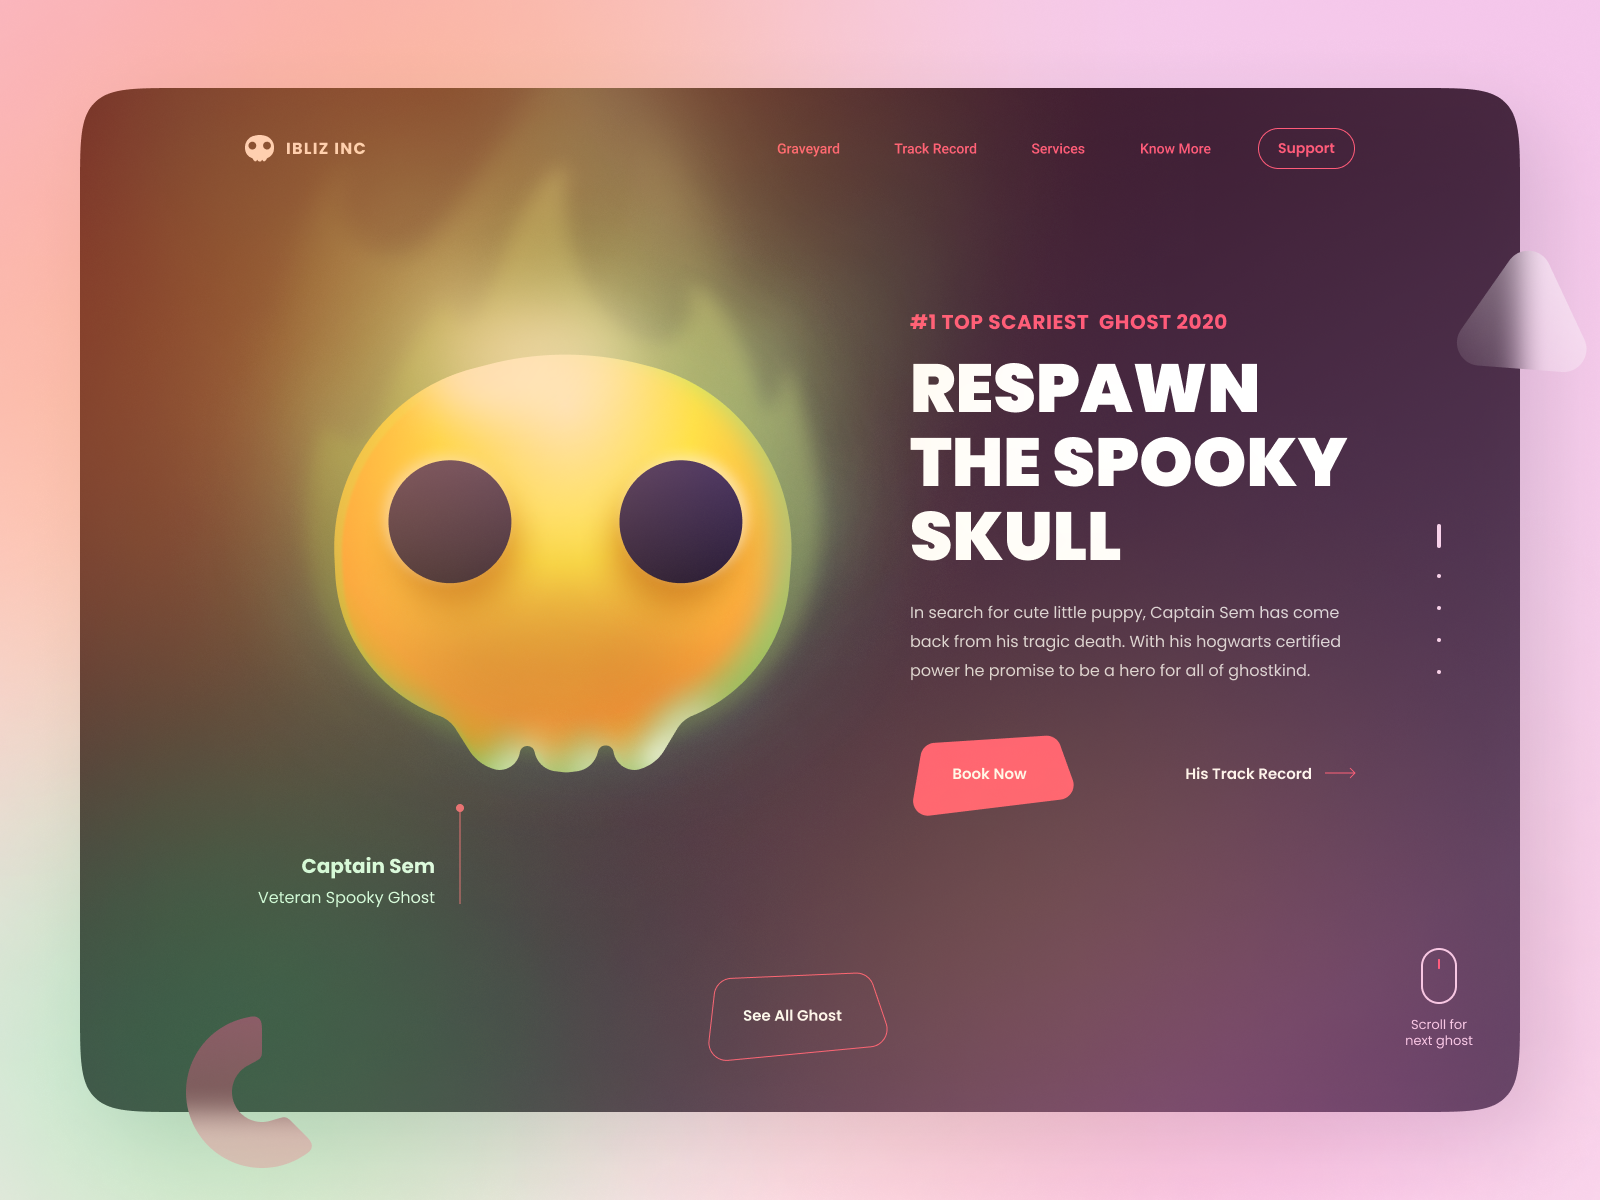 IBLIZ INC
Graveyard
Track Record
Services
Know More
Support
#1 TOP SCARIEST GHOST 2020
RESPAWN
THE SPOOKY
SKULL
In search for cute little puppy, Captain Sem has come
back from his tragic death. With his hogwarts certified
power he promise to be a hero for all of ghostkind.
Book Now
His Track Record
Captain Sem
Veteran Spooky Ghost
See All Ghost
Scroll for
next ghost